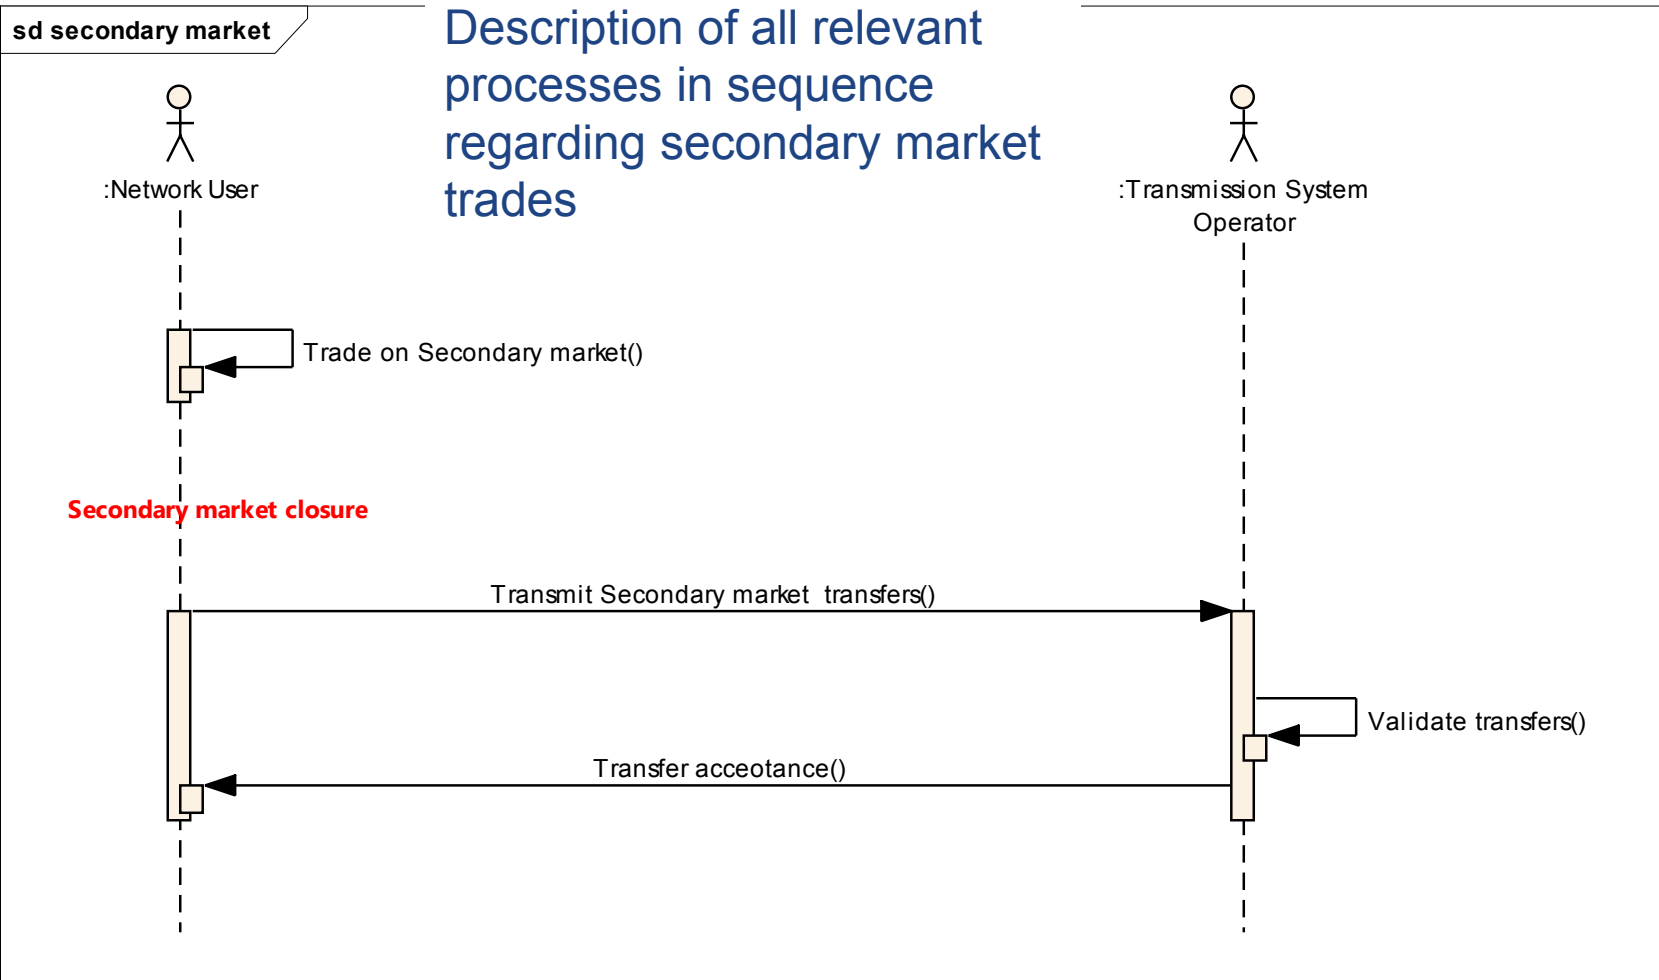 sd secondary market
Description of all relevant
processes in sequence
regarding secondary market
trades
:Network User
:Transmission System
Operator
Trade on Secondary market()
Secondary market closure
Transmit Secondary market  transfers()
Validate transfers()
Transfer acceotance()